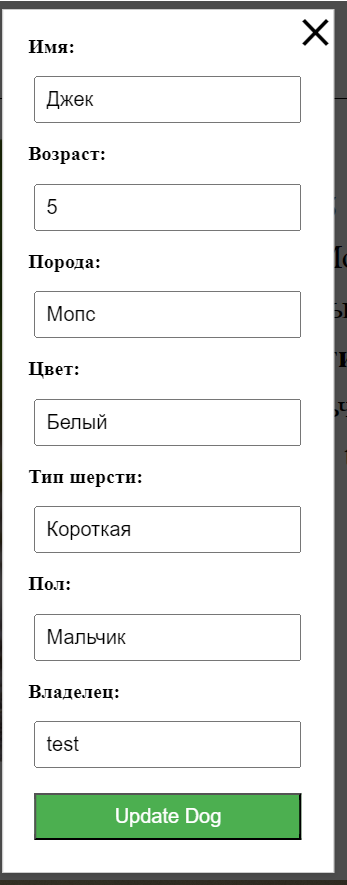 Имя:
Джек
Возраст:
5
Порода:
Мопс
Цвет:
Белый
Тип шерсти:
Короткая
Пол:
Мальчик
Владелец:
test
Update Dog